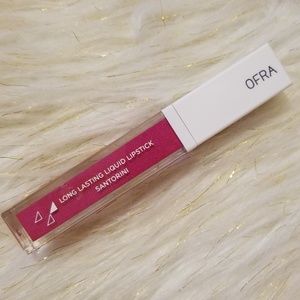 OFRA
LONG LASTING LIQUID LIPSTICK
SANTORINI